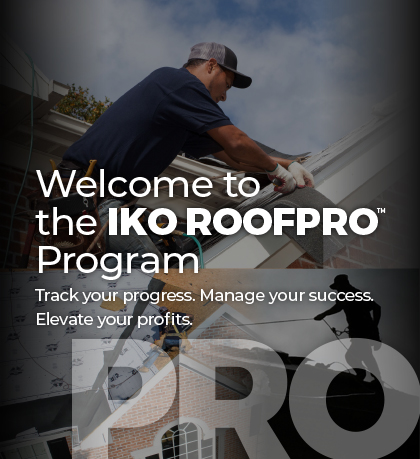 Welcome to
the IKO ROOFPRO™
Program
Track your progress. Manage your success.
Elevate your profits.
PRO